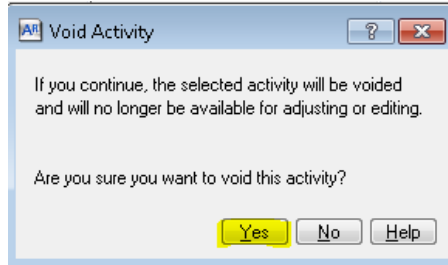 AR Void Activity
If you continue, the selected activity will be voided
and will no longer be available for adjusting or editing.
Are you sure you want to void this activity?
Yes No Help